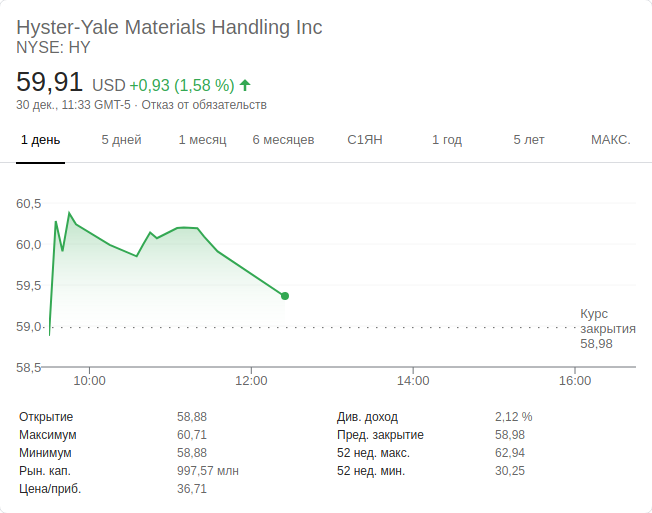 Hyster-Yale Materials Handling Inc
NYSE: HY
59,91 USD +0,93 (1,58 %)
30 дек., 11:33 GMT-5 · Отказ от обязательств
1 день 5 дней 1 месяц 6 месяцев С1ЯН 1 год 5 лет МАКС.
60,5
60,0
59,5
59,0
58,5
Курс
закрытия
58,98
10:00 12:00 14:00 16:00
Открытие 58,88
Максимум 60,71
Минимум 58,88
Рын. кап. 997,57 млн
Цена/приб. 36,71
Див. доход 2,12 %
Пред. закрытие 58,98
52 нед. макс. 62,94
52 нед. мин. 30,25